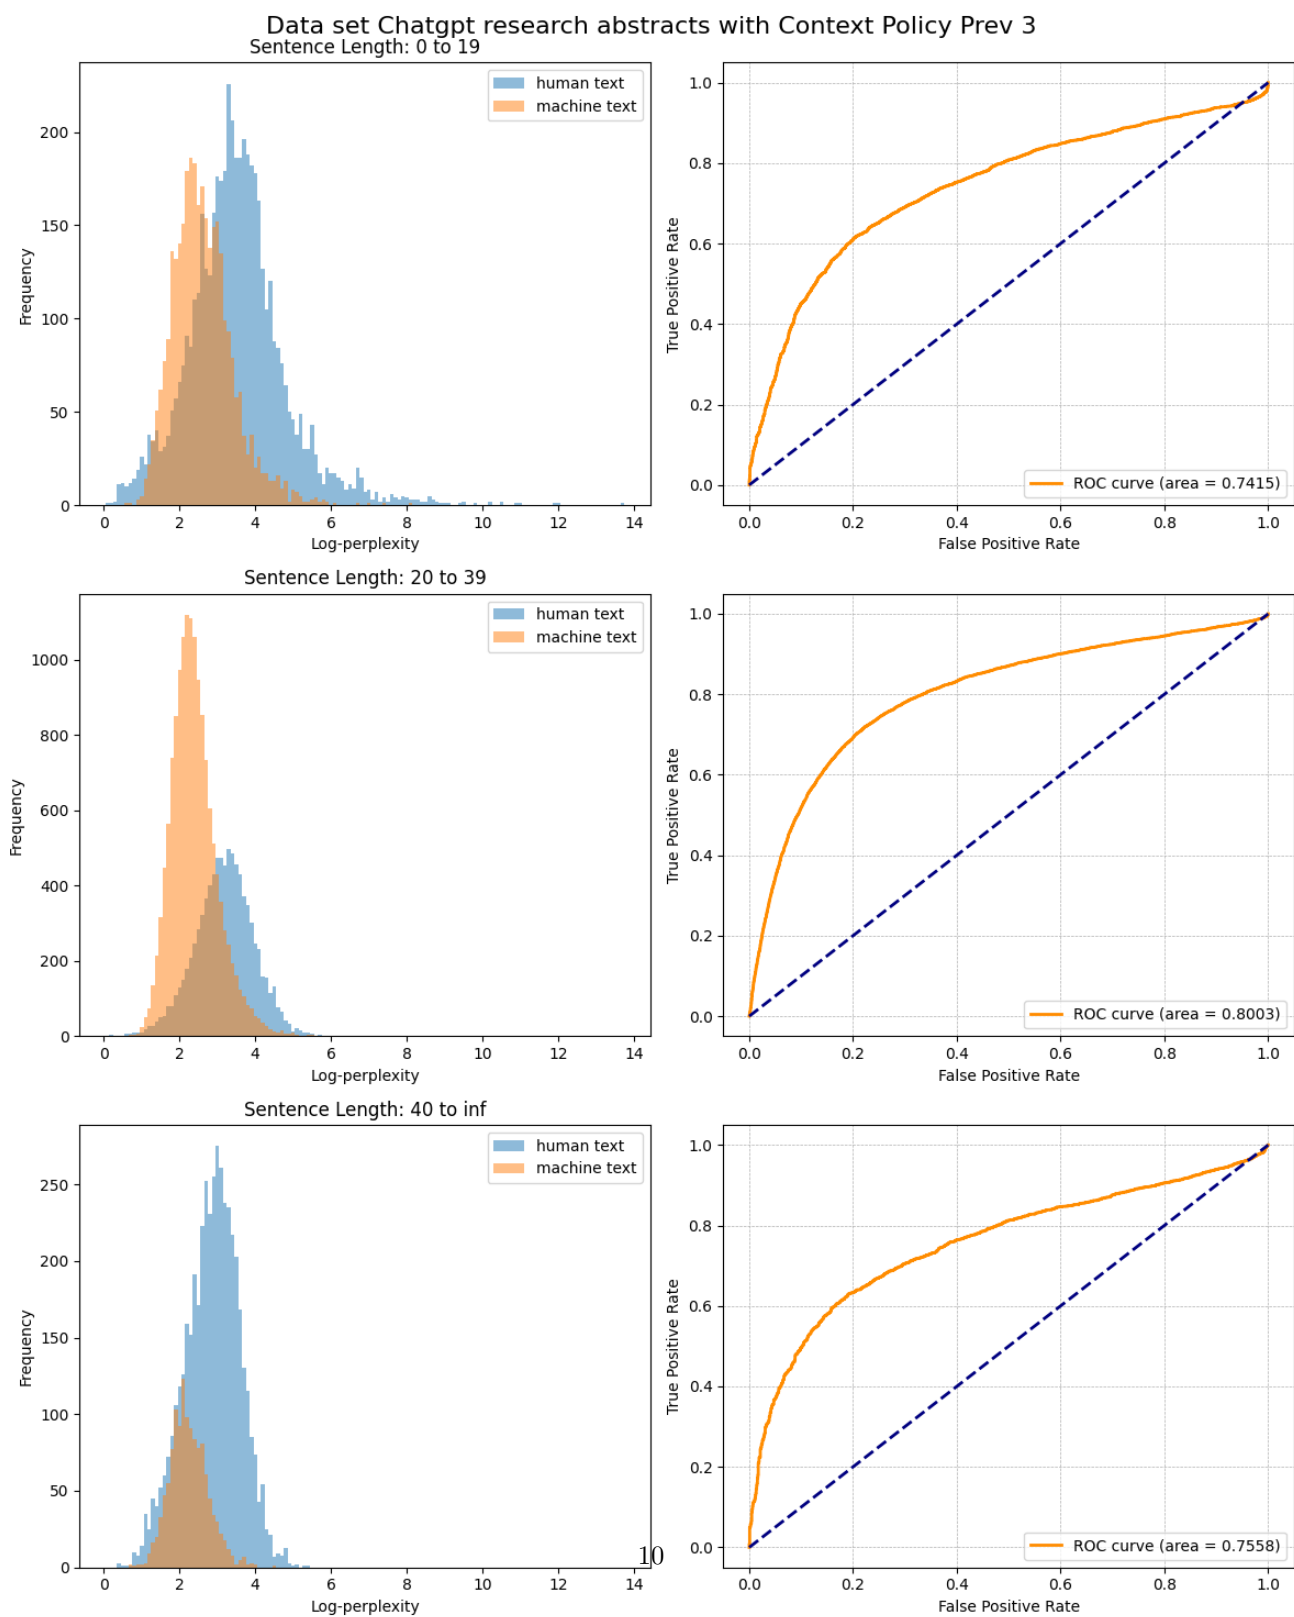 Data set Chatgpt research abstracts with Context Policy Prev 3
Sentence Length: 0 to 19
human text
machine text
200
150
100
50
0
Frequency
0 2 4 6 8 10 12 14
Log-perplexity
1.0
0.8
0.6
0.4
0.2
0.0
True Positive Rate
ROC curve (area = 0.7415)
0.0 0.2 0.4 0.6 0.8 1.0
False Positive Rate
Sentence Length: 20 to 39
human text
machine text
1000
800
600
400
200
0
Frequency
0 2 4 6 8 10 12 14
Log-perplexity
1.0
0.8
0.6
0.4
0.2
0.0
True Positive Rate
ROC curve (area = 0.8003)
0.0 0.2 0.4 0.6 0.8 1.0
False Positive Rate
Sentence Length: 40 to inf
human text
machine text
250
200
150
100
50
0
Frequency
0 2 4 6 8 10 12 14
Log-perplexity
1.0
0.8
0.6
0.4
0.2
0.0
True Positive Rate
ROC curve (area = 0.7558)
0.0 0.2 0.4 0.6 0.8 1.0
False Positive Rate
10